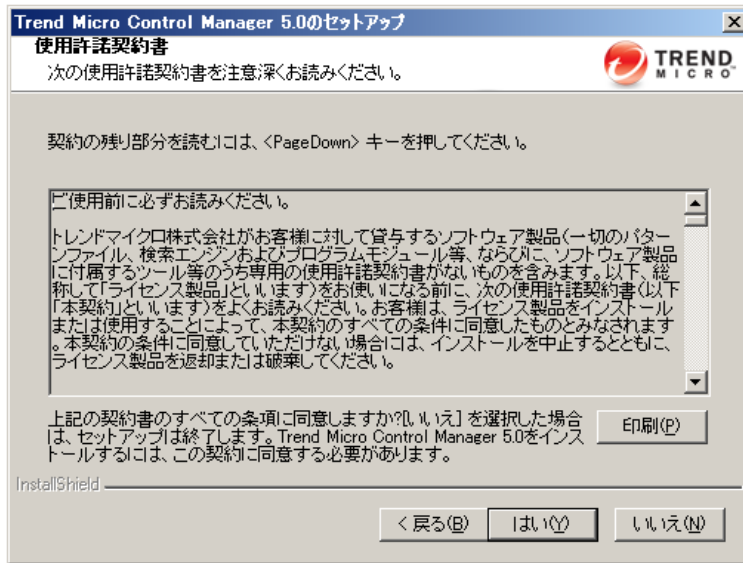 Trend Micro Control Manager 5.0のセットアップ
使用許諾契約書
次の使用許諾契約書を注意深くお読みください。
TREND
MICRO
契約の残り部分を読むには、<PageDown> キーを押してください。
ご使用前に必ずお読みください。
トレンドマイクロ株式会社がお客様に対して貸与するソフトウェア製品(一切のパター
ンファイル、検索エンジンおよびプログラムモジュール等、ならびに、ソフトウェア製品
に付属するツール等のうち専用の使用許諾契約書がないものを含みます。以下、総
称して「ライセンス製品」といいます)をお使いになる前に、次の使用許諾契約書(以下
「本契約」といいます)をよくお読みください。お客様は、ライセンス製品をインストール
または使用することによって、本契約のすべての条件に同意したものとみなされます
。本契約の条件に同意していただけない場合には、インストールを中止するとともに、
ライセンス製品を返却または破棄してください。
上記の契約書のすべての条項に同意しますか?[いいえ] を選択した場合
は、セットアップは終了します。Trend Micro Control Manager 5.0をインス
トールするには、この契約に同意する必要があります。
印刷(P)
InstallShield
< 戻る(B)
はい(Y)
いいえ(N)